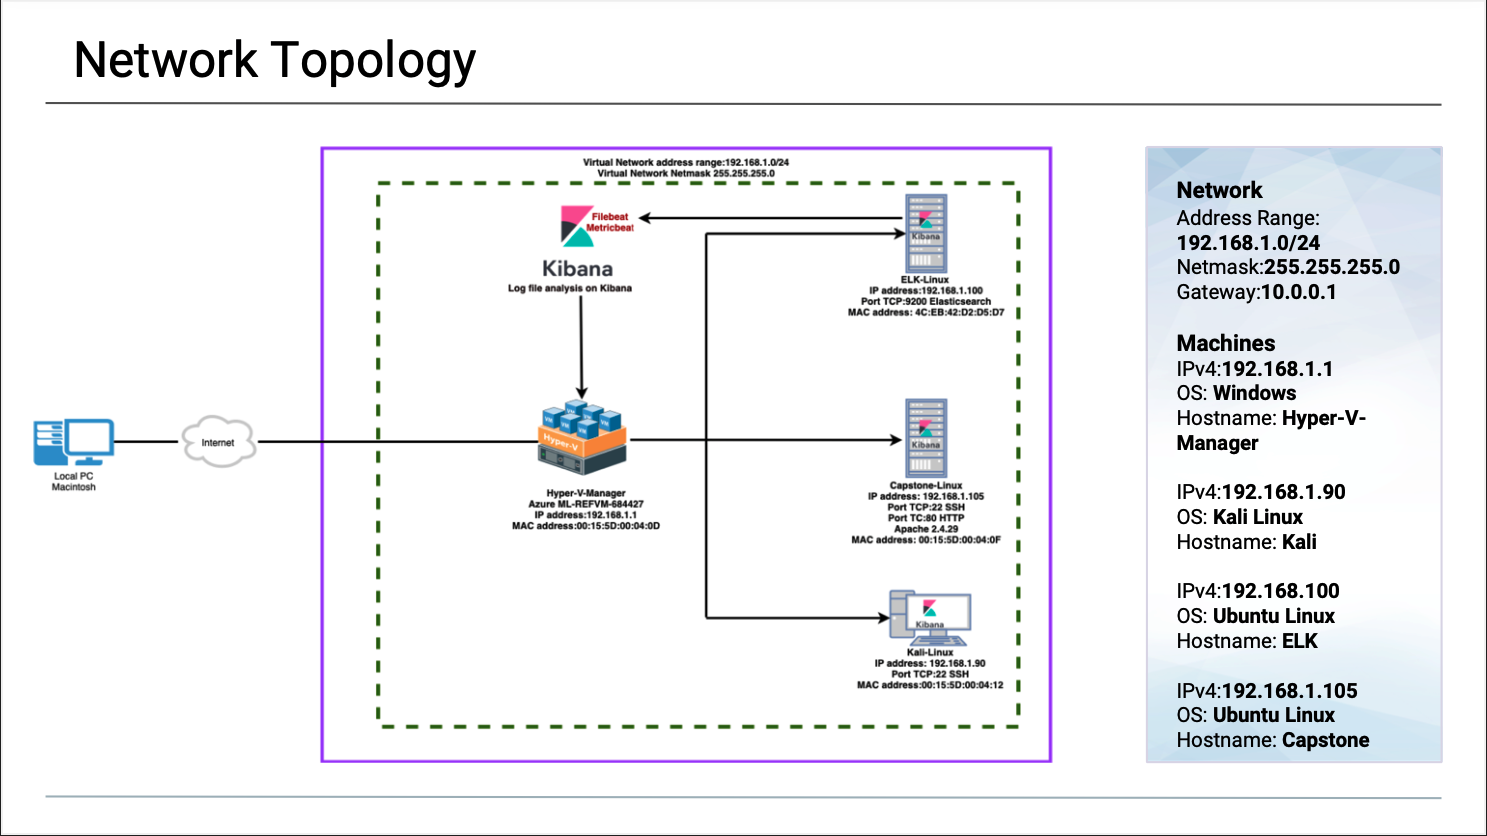 Network Topology
Virtual Network address range:192.168.1.0/24
Virtual Network Netmask 255.255.255.0
Filebeat
Metricbeat
Kibana
Log file analysis on Kibana
Kibana
ELK-Linux
IP address:192.168.1.100
Port TCP:9200 Elasticsearch
MAC address: 4C:EB:42:D2:D5:D7
Local PC
Macintosh
Internet
VM
VM
VM
VM
VM
Hyper-V
Hyper-V-Manager
Azure ML-REFVM-684427
IP address:192.168.1.1
MAC address:00:15:5D:00:04:0D
Kibana
Capstone-Linux
IP address: 192.168.1.105
Port TCP:22 SSH
Port TC:80 HTTP
Apache 2.4.29
MAC address: 00:15:5D:00:04:0F
Kibana
Kali-Linux
IP address: 192.168.1.90
Port TCP:22 SSH
MAC address:00:15:5D:00:04:12
Network
Address Range:
192.168.1.0/24
Netmask:255.255.255.0
Gateway:10.0.0.1
Machines
IPv4:192.168.1.1
OS: Windows
Hostname: Hyper-V-
Manager
IPv4:192.168.1.90
OS: Kali Linux
Hostname: Kali
IPv4:192.168.100
OS: Ubuntu Linux
Hostname: ELK
IPv4:192.168.1.105
OS: Ubuntu Linux
Hostname: Capstone